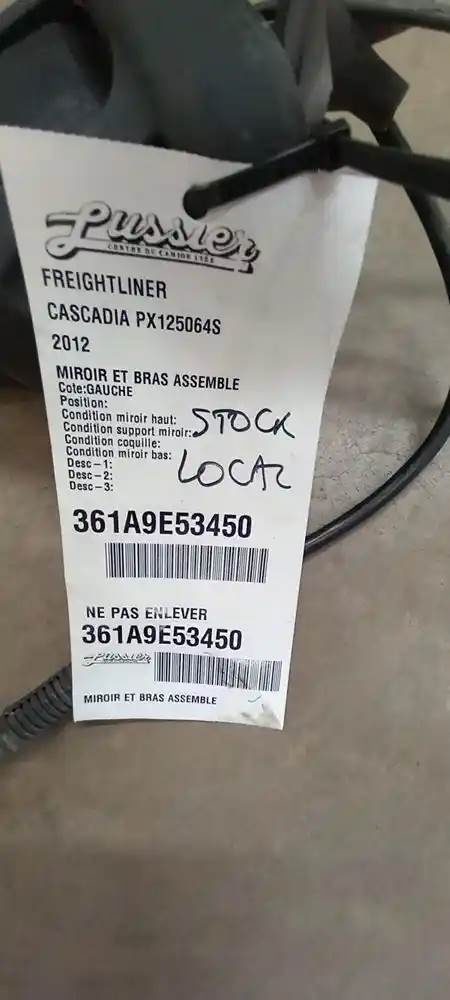 Lussier
CENTRE DU CAMION LTÉE
FREIGHTLINER
CASCADIA PX125064S
2012
MIROIR ET BRAS ASSEMBLE
Cote:GAUCHE
Position:
Condition miroir haut:
Condition support miroir: STOCK
Condition coquille:
Condition miroir bas: LOCAL
Desc-1:
Desc-2:
Desc-3:
361A9E53450
NE PAS ENLEVER
361A9E53450
Lussier
MIROIR ET BRAS ASSEMBLE